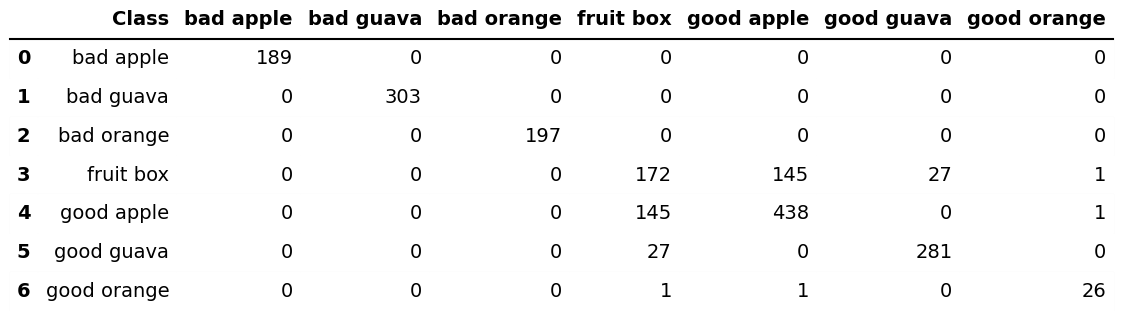 Class bad apple bad guava bad orange fruit box good apple good guava good orange
0 bad apple 189 0 0 0 0 0 0
1 bad guava 0 303 0 0 0 0 0
2 bad orange 0 0 197 0 0 0 0
3 fruit box 0 0 0 172 145 27 1
4 good apple 0 0 0 145 438 0 1
5 good guava 0 0 0 27 0 281 0
6 good orange 0 0 0 1 1 0 26